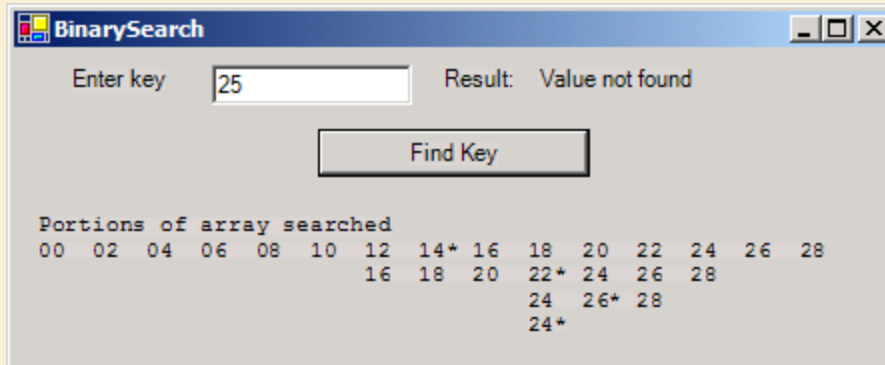 BinarySearch
Enter key 25 Result: Value not found
Find Key
Portions of array searched
00 02 04 06 08 10 12 14* 16 18 20 22 24 26 28
16 18 20 22* 24 26 28
24 26* 28
24*